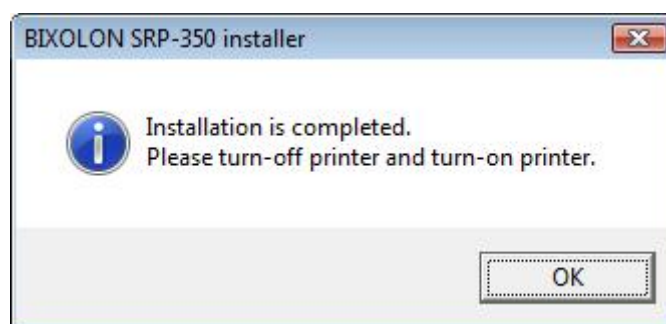 BIXOLON SRP-350 installer
Installation is completed.
Please turn-off printer and turn-on printer.
OK